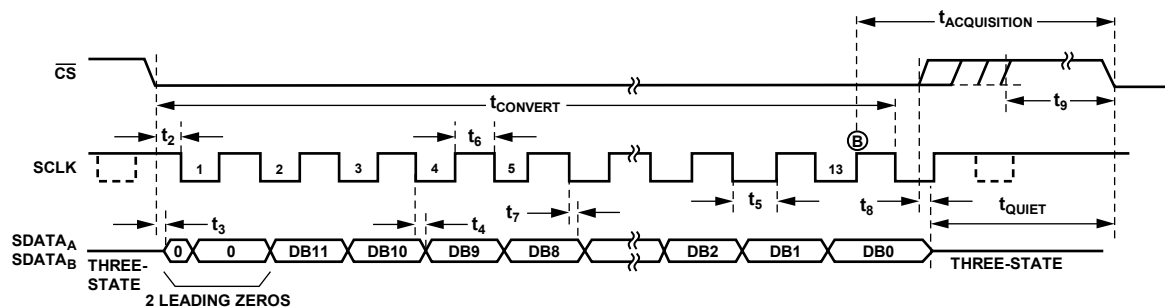 tACQUISITION
CS
tCONVERT
t9
t2
t6
B
SCLK
1 2 3 4 5 13
t3
t4
t7
t5
t8
tQUIET
SDATAA
SDATAB
0 0 DB11 DB10 DB9 DB8 DB2 DB1 DB0
THREE-
STATE
THREE-STATE
2 LEADING ZEROS